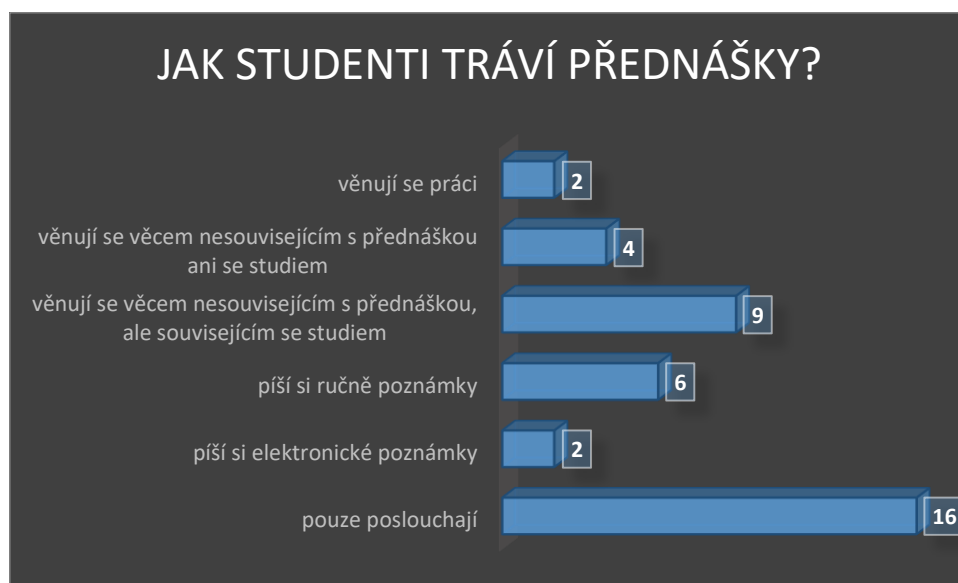 JAK STUDENTI TRÁVÍ PŘEDNÁŠKY?
věnují se práci
2
věnují se věcem nesouvisejícím s přednáškou
ani se studiem
4
věnují se věcem nesouvisejícím s přednáškou,
ale souvisejícím se studiem
9
píší si ručně poznámky
6
píší si elektronické poznámky
2
pouze poslouchají
16